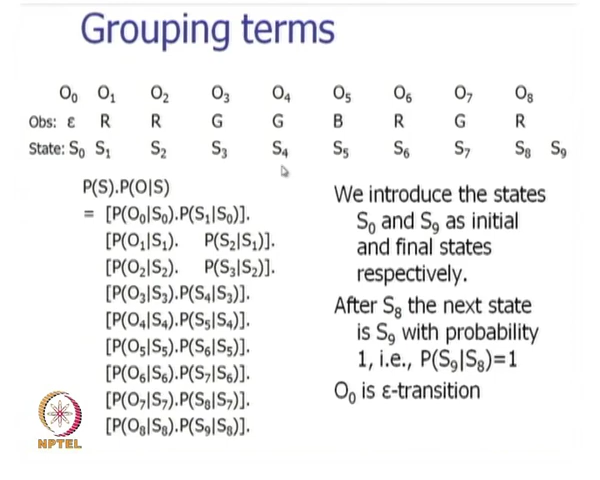 Grouping terms
O₀ O₁ O₂ O₃ O₄ O₅ O₆ O₇ O₈
Obs: ε R R G G B R G R
State: S₀ S₁ S₂ S₃ S₄ S₅ S₆ S₇ S₈ S₉
P(S).P(O|S)
= [P(O₀|S₀).P(S₁|S₀)].
[P(O₁|S₁). P(S₂|S₁)].
[P(O₂|S₂). P(S₃|S₂)].
[P(O₃|S₃).P(S₄|S₃)].
[P(O₄|S₄).P(S₅|S₄)].
[P(O₅|S₅).P(S₆|S₅)].
[P(O₆|S₆).P(S₇|S₆)].
[P(O₇|S₇).P(S₈|S₇)].
[P(O₈|S₈).P(S₉|S₈)].
We introduce the states
S₀ and S₉ as initial
and final states
respectively.
After S₈ the next state
is S₉ with probability
1, i.e., P(S₉|S₈)=1
O₀ is ε-transition
NPTEL